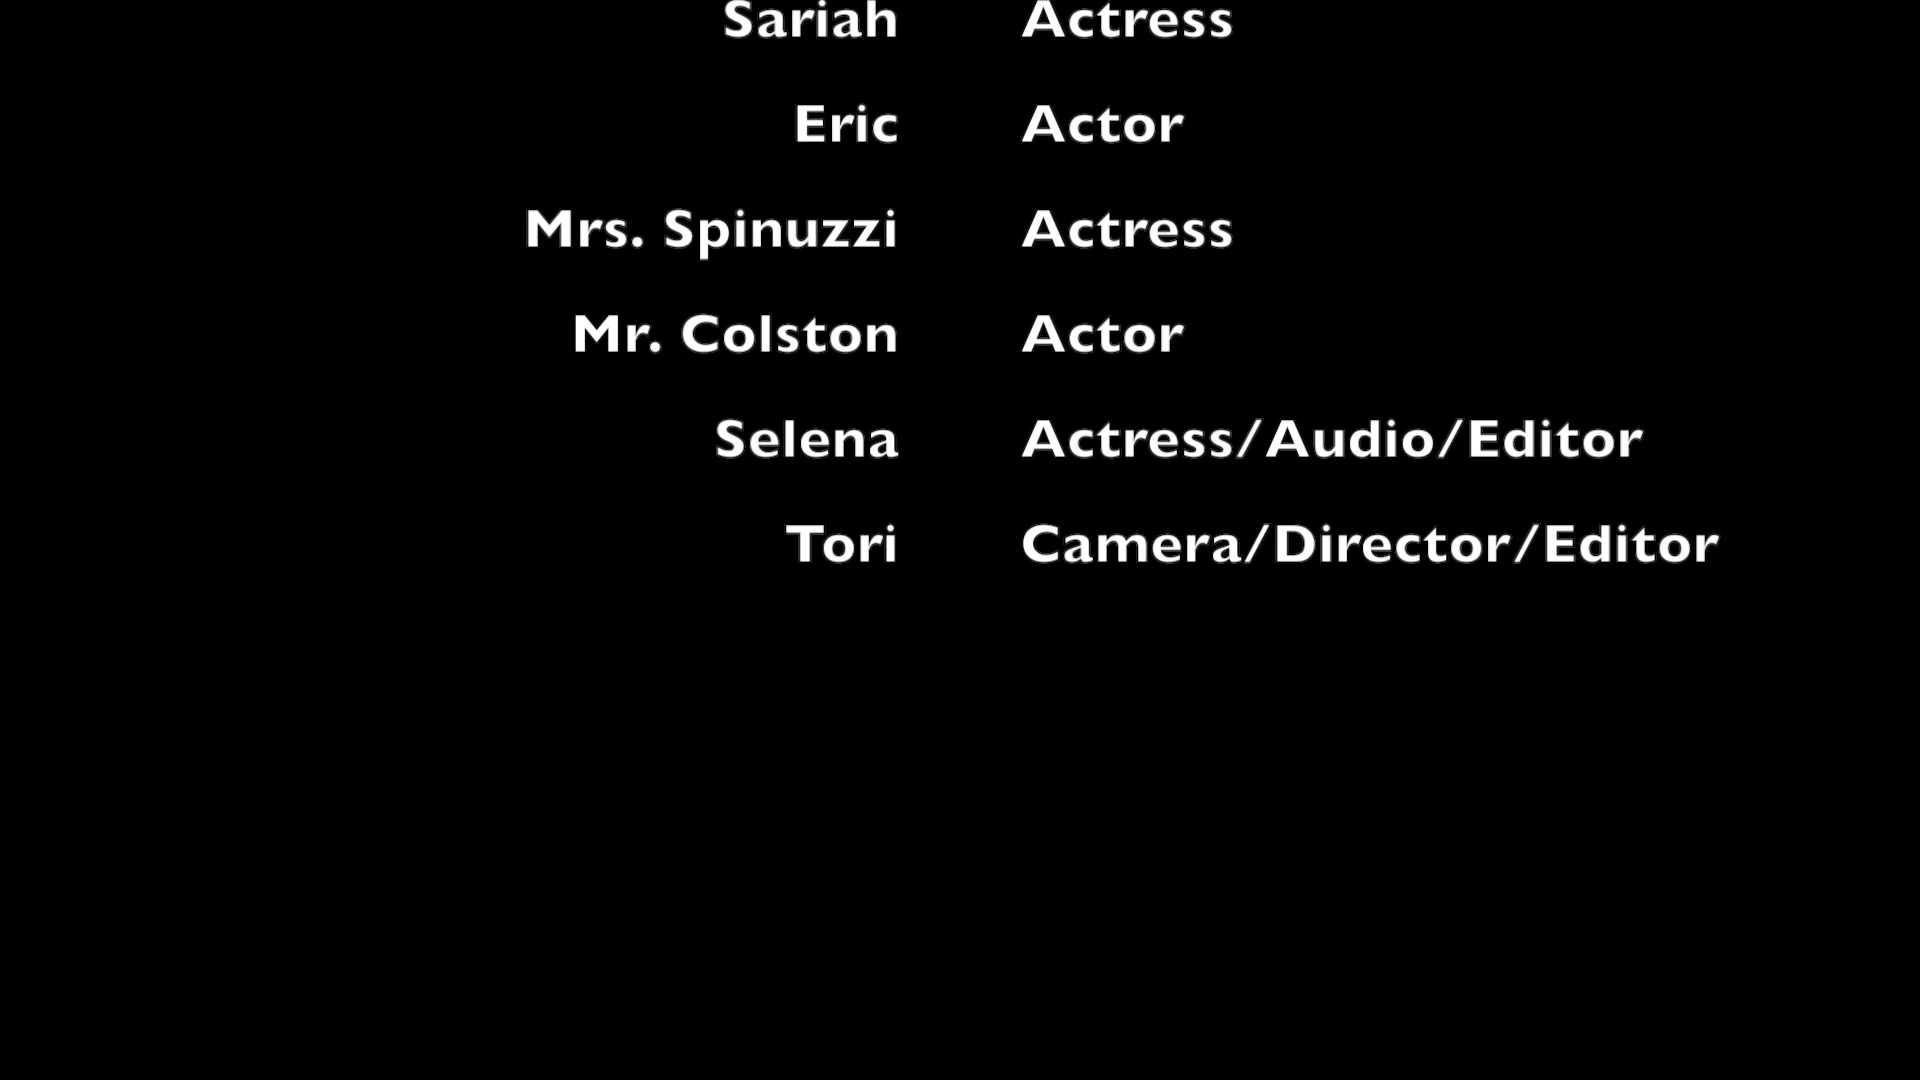 Sariah Actress
Eric Actor
Mrs. Spinuzzi Actress
Mr. Colston Actor
Selena Actress/Audio/Editor
Tori Camera/Director/Editor